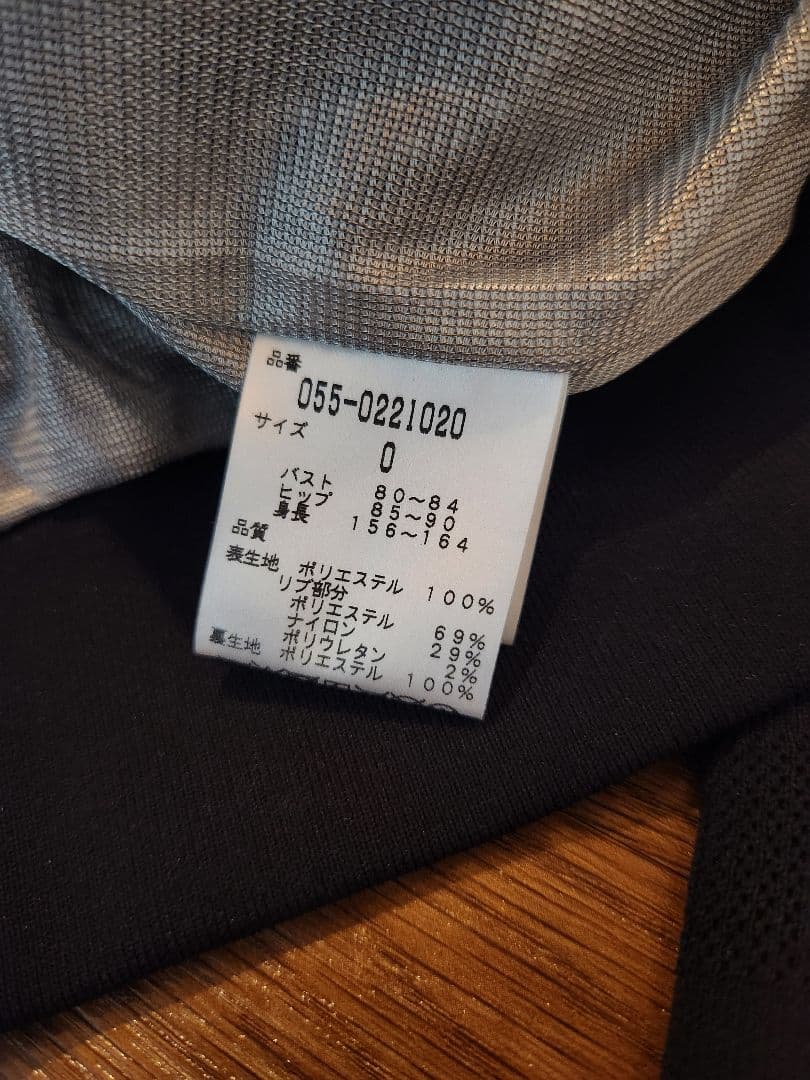 品番
055-0221020
サイズ
0
バスト 80～84
ヒップ 85～90
身長 156～164
品質
表生地 ポリエステル 100%
リブ部分
ポリエステル 69%
ナイロン 29%
ポリウレタン 2%
裏生地 ポリエステル 100%